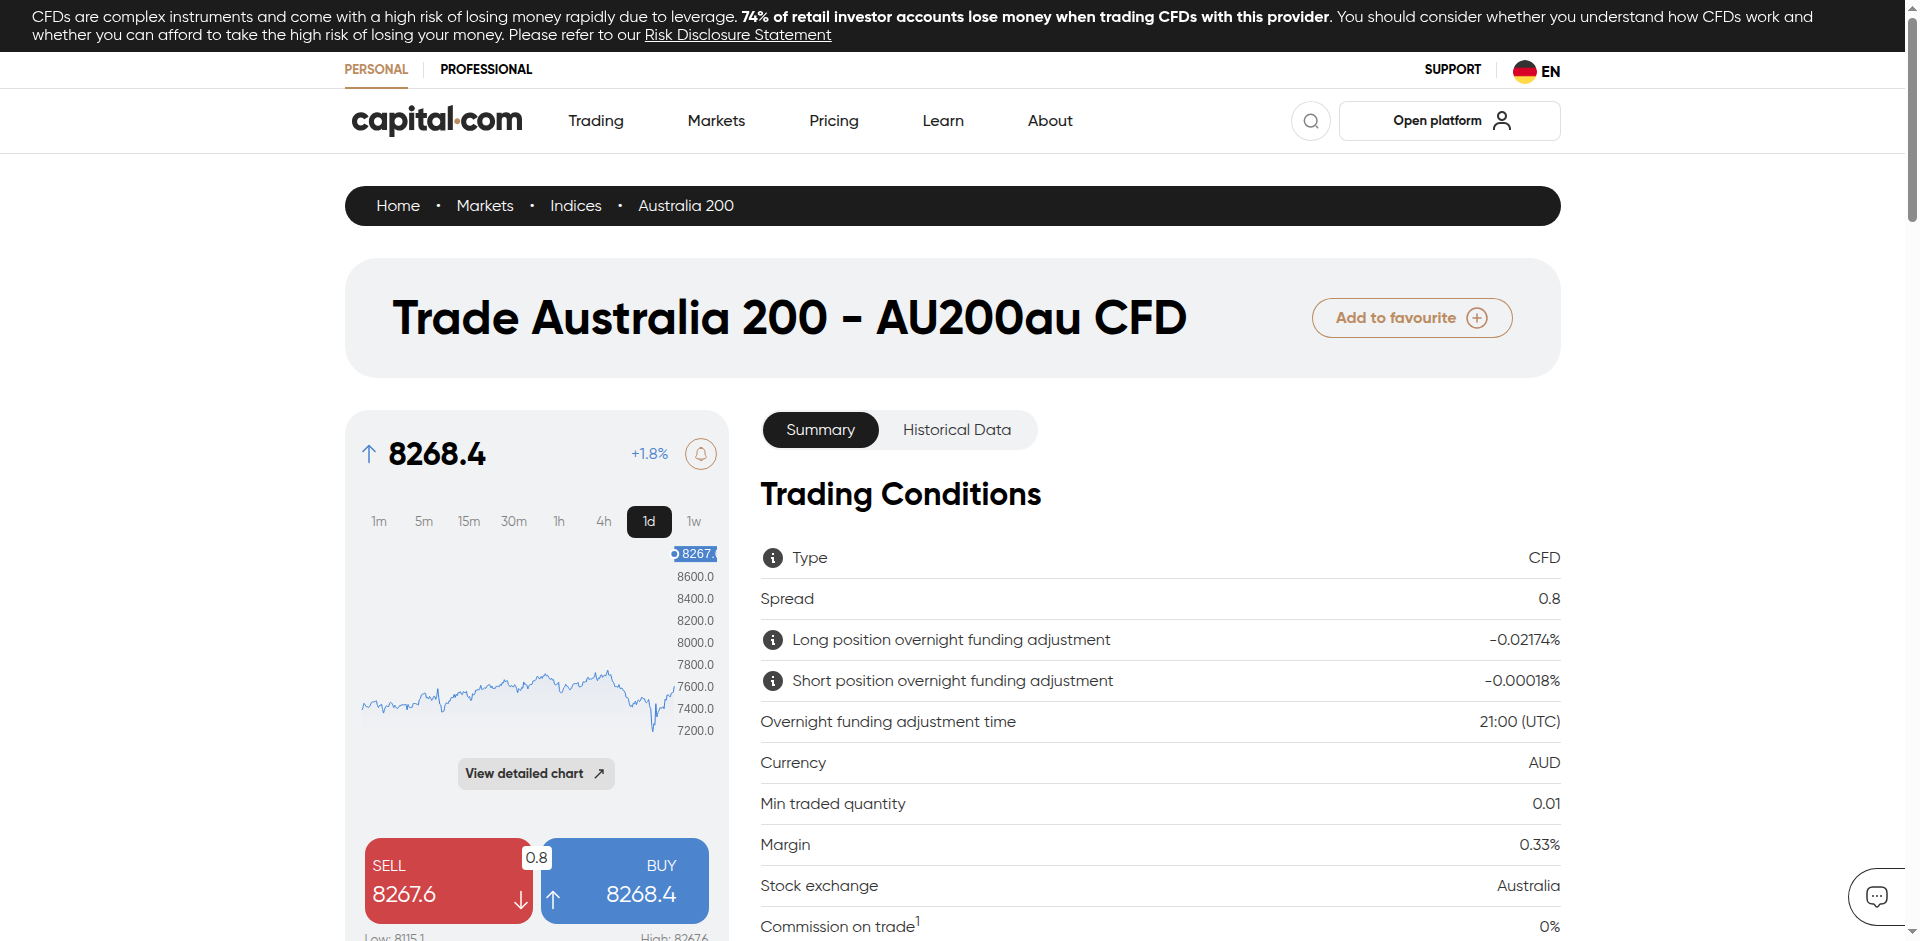 CFDs are complex instruments and come with a high risk of losing money rapidly due to leverage. 74% of retail investor accounts lose money when trading CFDs with this provider. You should consider whether you understand how CFDs work and
whether you can afford to take the high risk of losing your money. Please refer to our Risk Disclosure Statement
PERSONAL PROFESSIONAL SUPPORT EN
capital.com Trading Markets Pricing Learn About Open platform
Home • Markets • Indices • Australia 200
Trade Australia 200 - AU200au CFD Add to favourite
8268.4 +1.8%
1m 5m 15m 30m 1h 4h 1d 1w
8600.0
8400.0
8200.0
8000.0
7800.0
7600.0
7400.0
7200.0
View detailed chart
SELL 0.8 BUY
8267.6 8268.4
Low: 8115.1 High: 8267.6
Summary Historical Data
Trading Conditions
Type CFD
Spread 0.8
Long position overnight funding adjustment -0.02174%
Short position overnight funding adjustment -0.00018%
Overnight funding adjustment time 21:00 (UTC)
Currency AUD
Min traded quantity 0.01
Margin 0.33%
Stock exchange Australia
Commission on trade1 0%